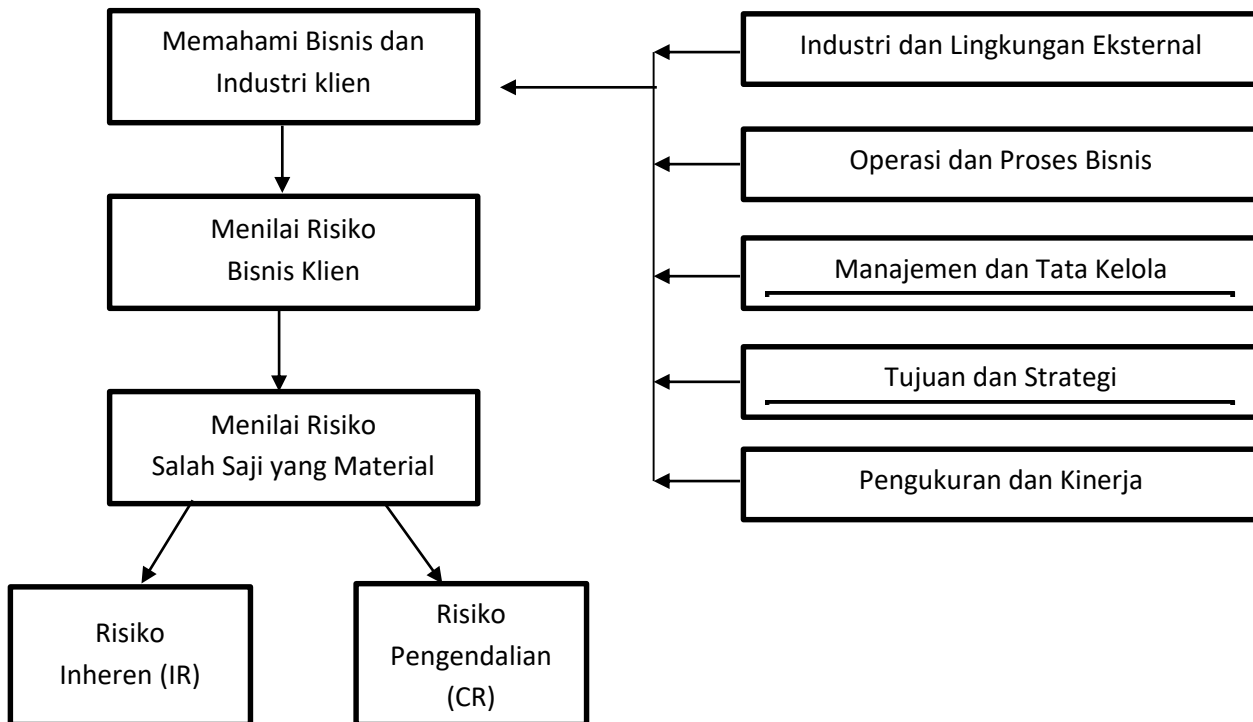 Memahami Bisnis dan
Industri klien
Menilai Risiko
Bisnis Klien
Menilai Risiko
Salah Saji yang Material
Risiko
Inheren (IR)
Risiko
Pengendalian
(CR)
Industri dan Lingkungan Eksternal
Operasi dan Proses Bisnis
Manajemen dan Tata Kelola
Tujuan dan Strategi
Pengukuran dan Kinerja